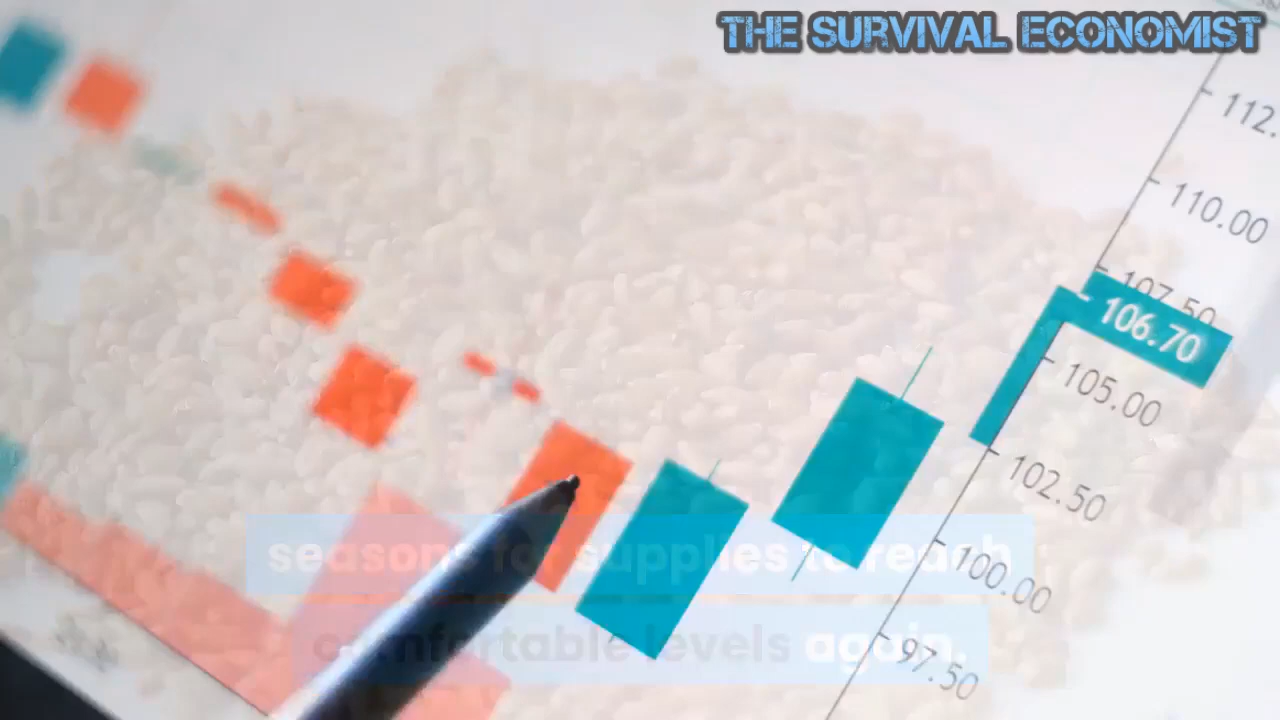 THE SURVIVAL ECONOMIST
112.
110.00
107.50
106.70
105.00
102.50
100.00
97.50
seasons for supplies to reach
comfortable levels again.